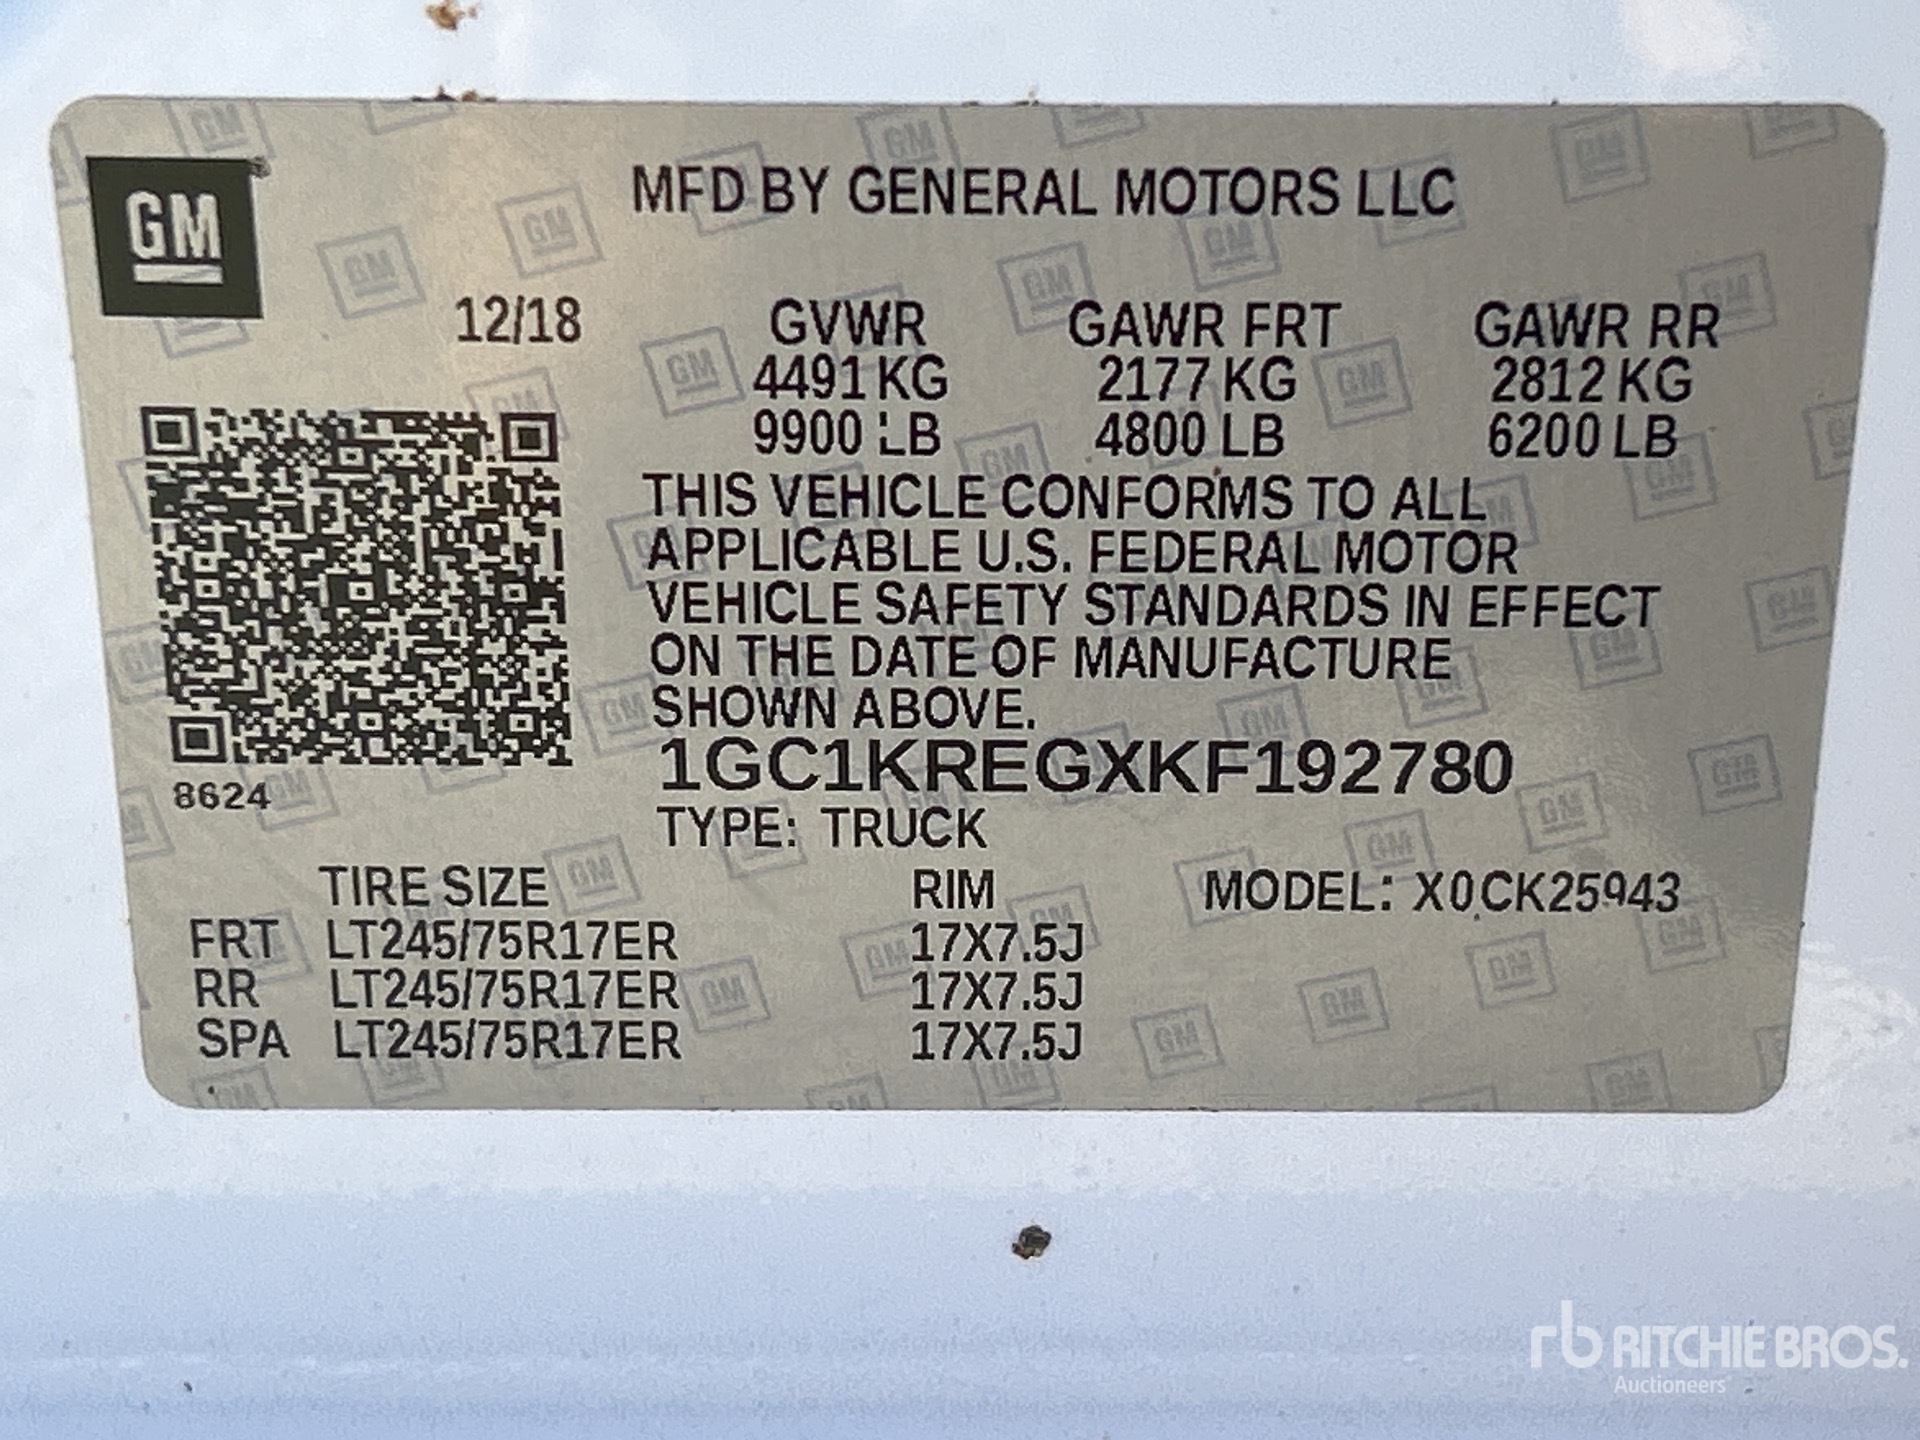 GM
MFD BY GENERAL MOTORS LLC
12/18 GVWR GAWR FRT GAWR RR
4491 KG 2177 KG 2812 KG
9900 LB 4800 LB 6200 LB
THIS VEHICLE CONFORMS TO ALL
APPLICABLE U.S. FEDERAL MOTOR
VEHICLE SAFETY STANDARDS IN EFFECT
ON THE DATE OF MANUFACTURE
SHOWN ABOVE.
1GC1KREGXKF192780
8624
TYPE: TRUCK
TIRE SIZE RIM MODEL: X0CK25943
FRT LT245/75R17ER 17X7.5J
RR LT245/75R17ER 17X7.5J
SPA LT245/75R17ER 17X7.5J
rb RITCHIE BROS.
Auctioneers